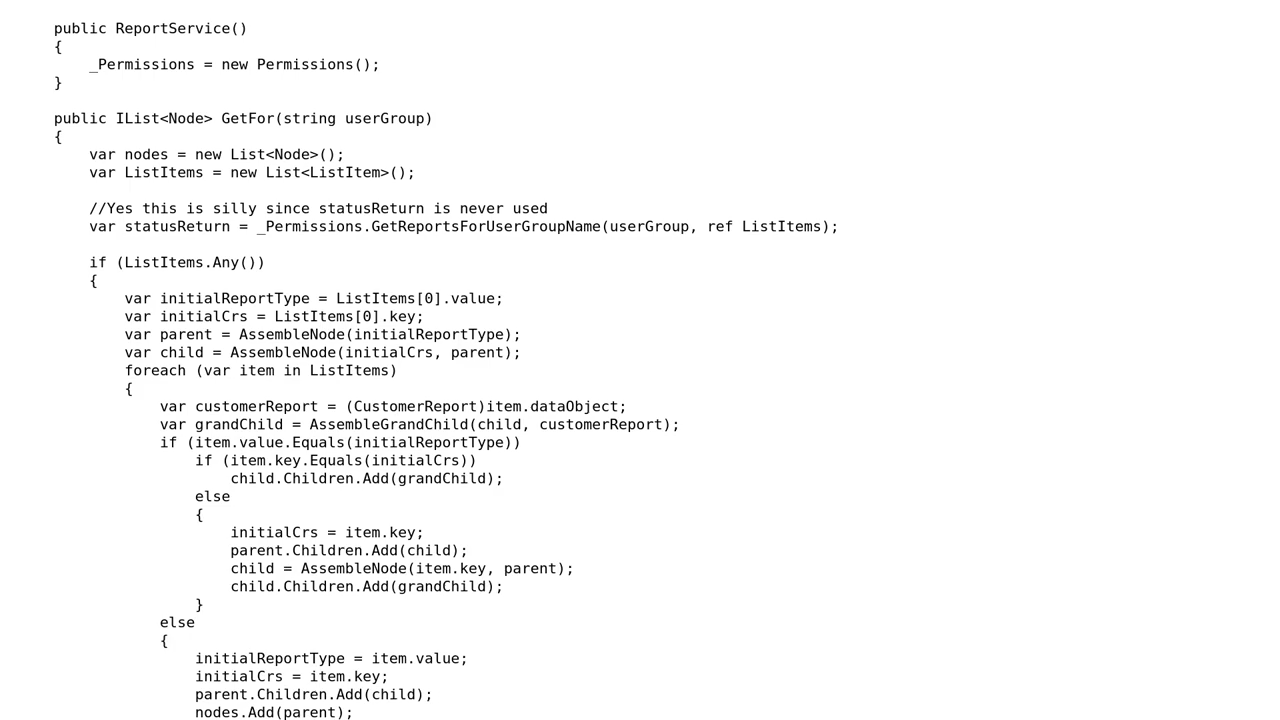 public ReportService()
{
    _Permissions = new Permissions();
}

public IList<Node> GetFor(string userGroup)
{
    var nodes = new List<Node>();
    var ListItems = new List<ListItem>();

    //Yes this is silly since statusReturn is never used
    var statusReturn = _Permissions.GetReportsForUserGroupName(userGroup, ref ListItems);

    if (ListItems.Any())
    {
        var initialReportType = ListItems[0].value;
        var initialCrs = ListItems[0].key;
        var parent = AssembleNode(initialReportType);
        var child = AssembleNode(initialCrs, parent);
        foreach (var item in ListItems)
        {
            var customerReport = (CustomerReport)item.dataObject;
            var grandChild = AssembleGrandChild(child, customerReport);
            if (item.value.Equals(initialReportType))
                if (item.key.Equals(initialCrs))
                    child.Children.Add(grandChild);
                else
                {
                    initialCrs = item.key;
                    parent.Children.Add(child);
                    child = AssembleNode(item.key, parent);
                    child.Children.Add(grandChild);
                }
            else
            {
                initialReportType = item.value;
                initialCrs = item.key;
                parent.Children.Add(child);
                nodes.Add(parent);